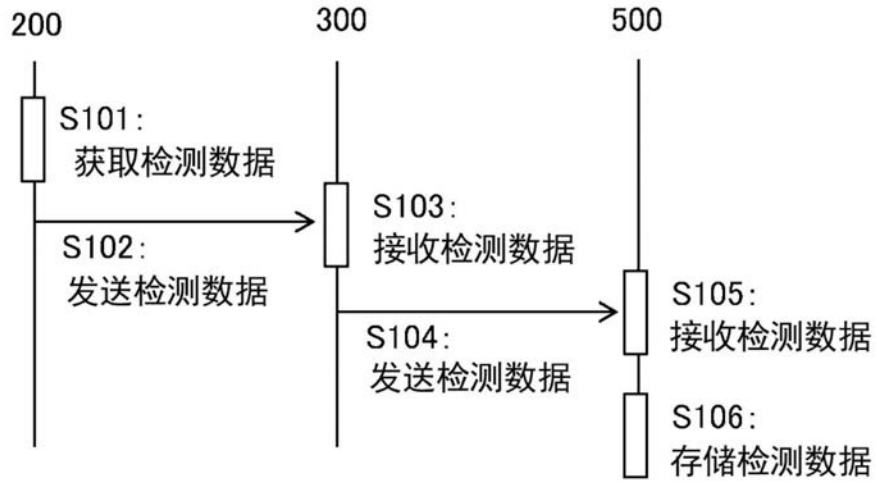 200
300
500
S101:
获取检测数据
S102:
发送检测数据
S103:
接收检测数据
S104:
发送检测数据
S105:
接收检测数据
S106:
存储检测数据